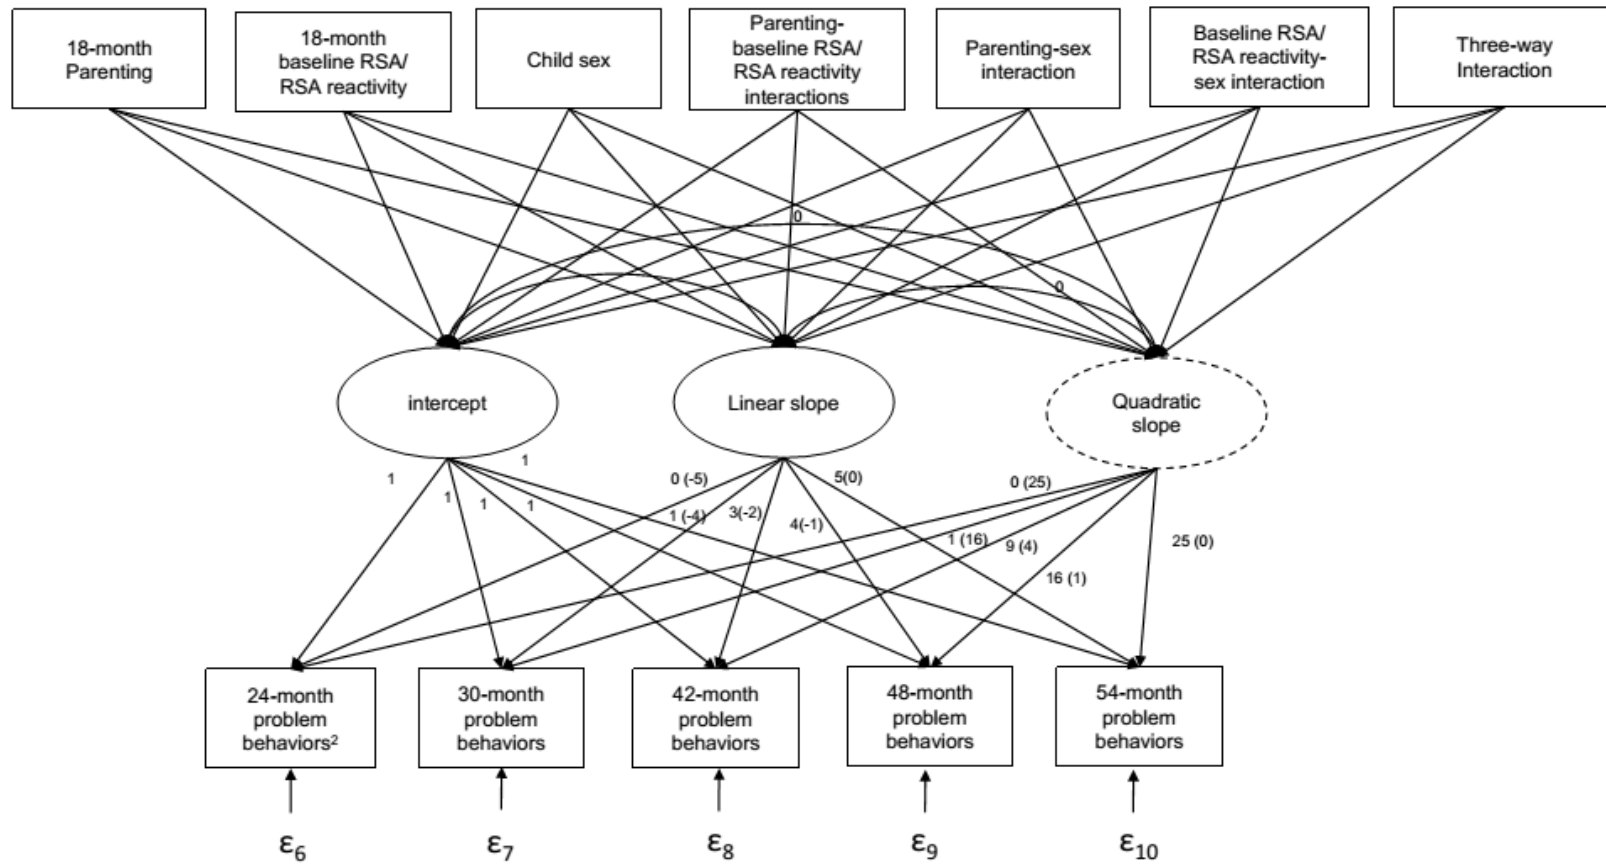 18-month
Parenting
18-month
baseline RSA/
RSA reactivity
Child sex
Parenting-
baseline RSA/
RSA reactivity
interactions
Parenting-sex
interaction
Baseline RSA/
RSA reactivity-
sex interaction
Three-way
Interaction
0
0
intercept
Linear slope
Quadratic
slope
1
1
1
1
1
0 (-5)
1 (-4)
3(-2)
4(-1)
5(0)
0 (25)
1 (16)
9 (4)
16 (1)
25 (0)
24-month
problem
behaviors²
30-month
problem
behaviors
42-month
problem
behaviors
48-month
problem
behaviors
54-month
problem
behaviors
ε₆
ε₇
ε₈
ε₉
ε₁₀